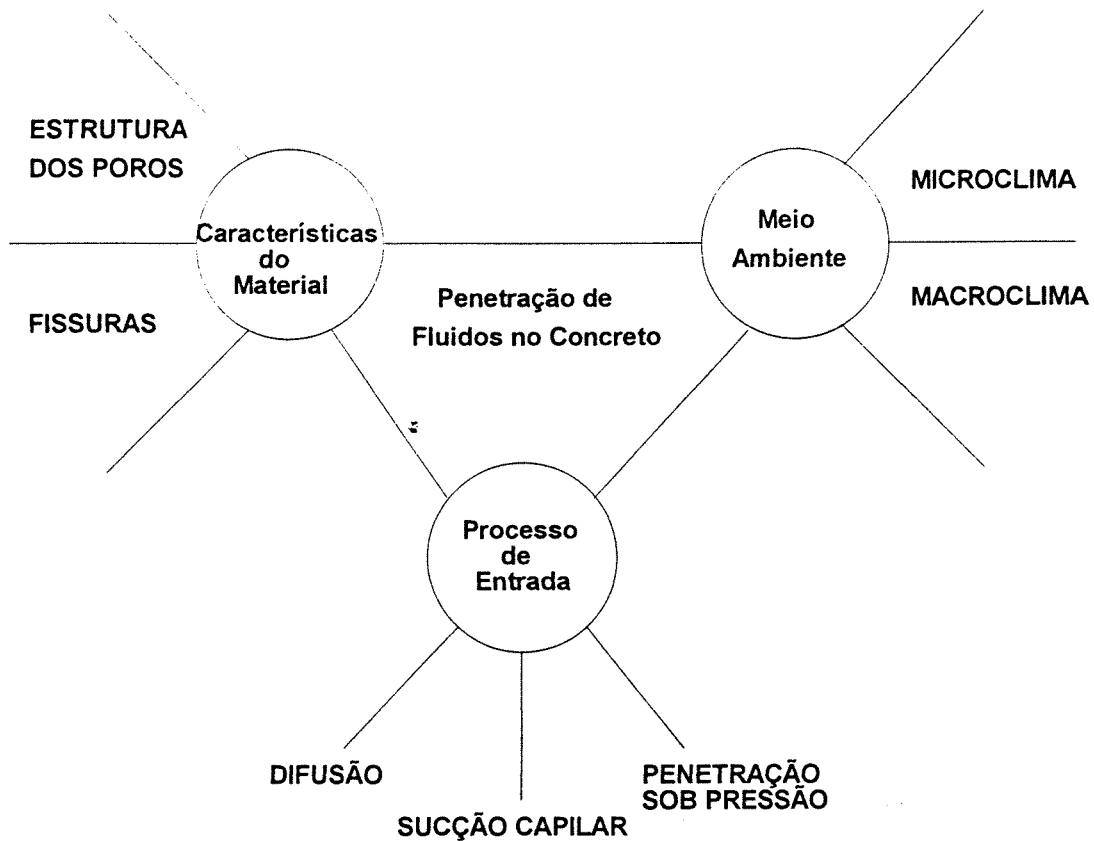 ESTRUTURA
DOS POROS
FISSURAS
Características
do
Material
Penetração de
Fluidos no Concreto
Meio
Ambiente
MICROCLIMA
MACROCLIMA
Processo
de
Entrada
DIFUSÃO
SUCÇÃO CAPILAR
PENETRAÇÃO
SOB PRESSÃO